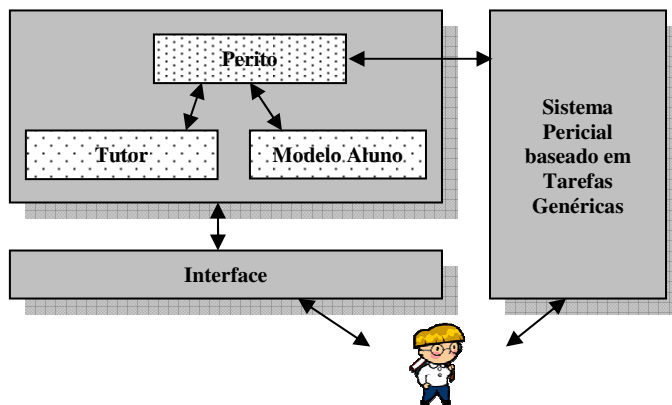 Perito
Tutor
Modelo Aluno
Sistema
Pericial
baseado em
Tarefas
Genéricas
Interface